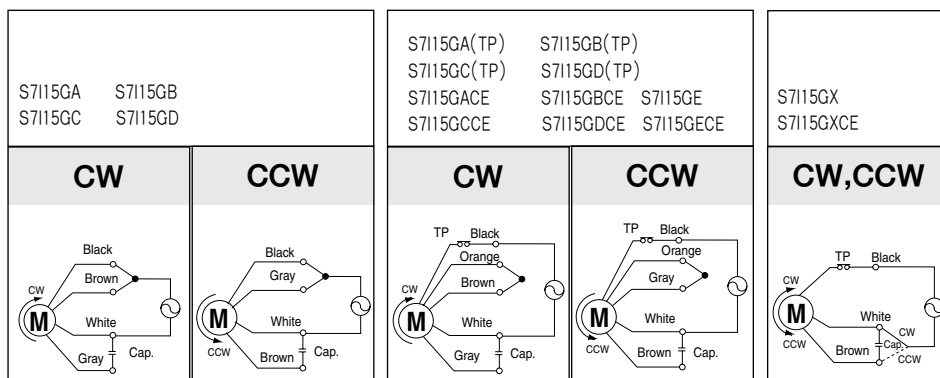 S7I15GA S7I15GB
S7I15GC S7I15GD
CW CCW
Black
Brown
CW
M
White
Gray Cap.
Black
Gray
M
White
CCW
Brown Cap.
S7I15GA(TP) S7I15GB(TP)
S7I15GC(TP) S7I15GD(TP)
S7I15GACE S7I15GBCE S7I15GE
S7I15GCCE S7I15GDCE S7I15GECE
CW CCW
TP Black
Orange
Brown
CW
M
White
Gray Cap.
TP Black
Orange
Gray
M
White
CCW
Brown Cap.
S7I15GX
S7I15GXCE
CW,CCW
TP Black
CW
M
White
CW
CCW
Brown Cap.
CCW